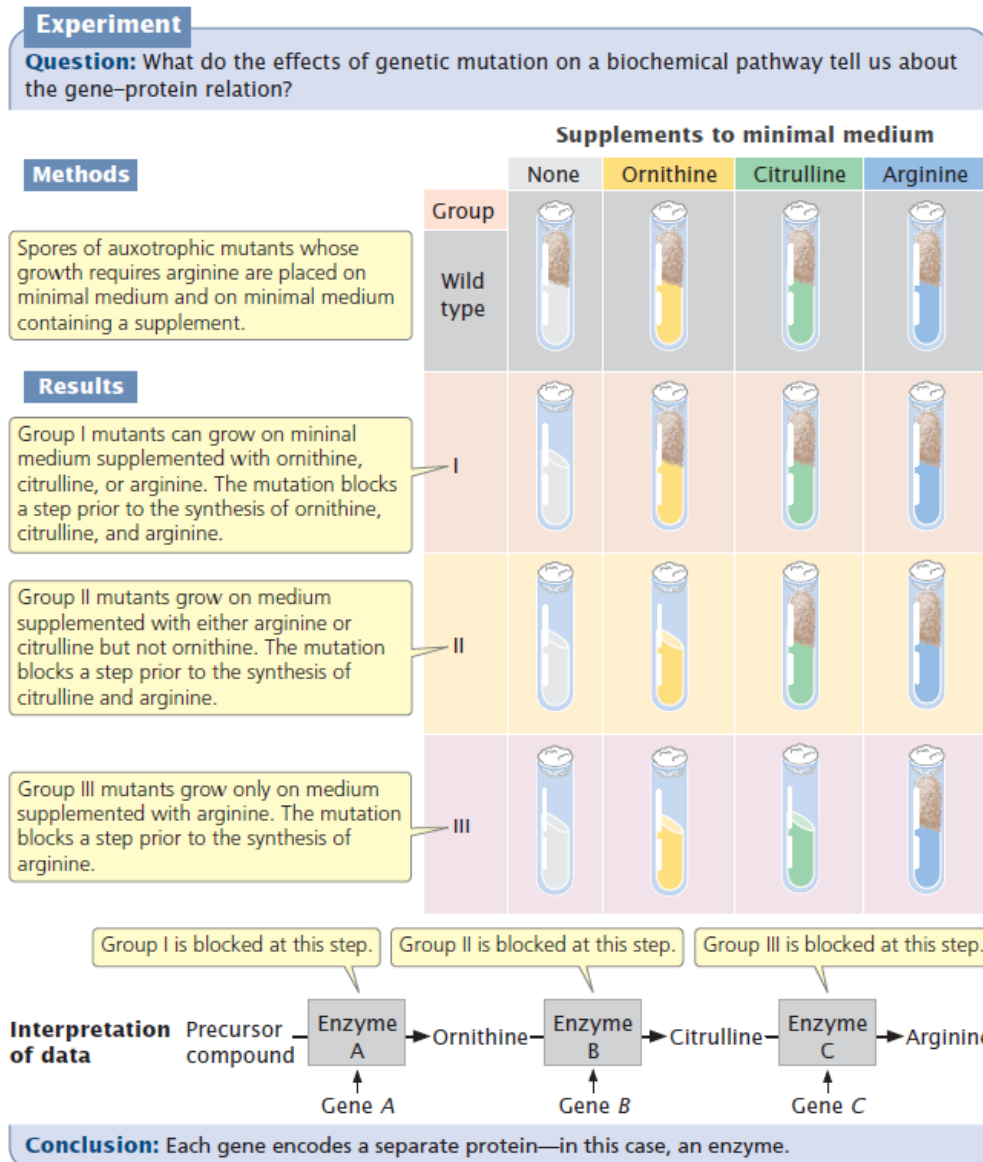 Experiment
Question: What do the effects of genetic mutation on a biochemical pathway tell us about
the gene–protein relation?
Supplements to minimal medium
Methods
None Ornithine Citrulline Arginine
Group
Wild
type
Spores of auxotrophic mutants whose
growth requires arginine are placed on
minimal medium and on minimal medium
containing a supplement.
Results
Group I mutants can grow on mininal
medium supplemented with ornithine,
citrulline, or arginine. The mutation blocks
a step prior to the synthesis of ornithine,
citrulline, and arginine.
I
Group II mutants grow on medium
supplemented with either arginine or
citrulline but not ornithine. The mutation
blocks a step prior to the synthesis of
citrulline and arginine.
II
Group III mutants grow only on medium
supplemented with arginine. The mutation
blocks a step prior to the synthesis of
arginine.
III
Group I is blocked at this step.
Group II is blocked at this step.
Group III is blocked at this step.
Interpretation
of data
Precursor
compound
Enzyme
A
Ornithine
Enzyme
B
Citrulline
Enzyme
C
Arginine
Gene A
Gene B
Gene C
Conclusion: Each gene encodes a separate protein—in this case, an enzyme.